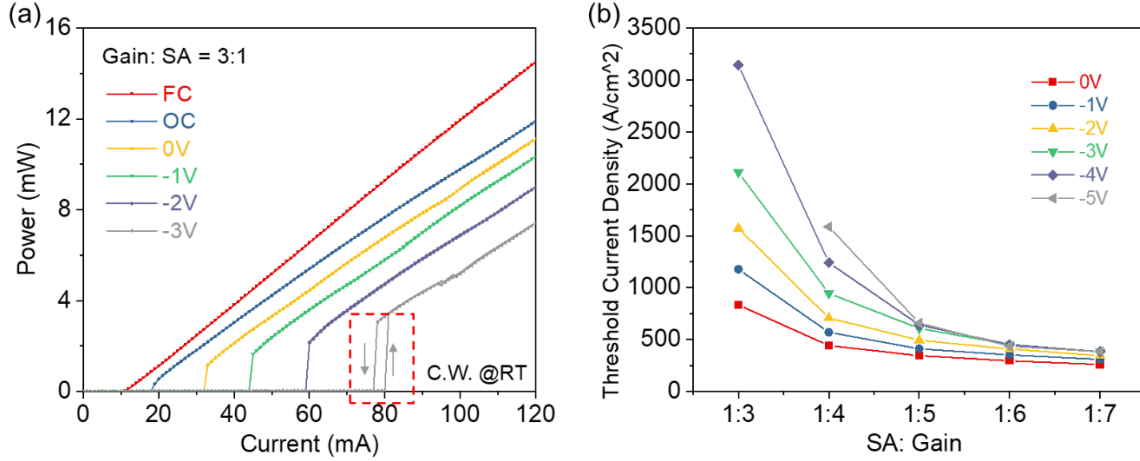 (a)
Gain: SA = 3:1
FC
OC
0V
-1V
-2V
-3V
C.W. @RT
Power (mW)
16
12
8
4
0
0 20 40 60 80 100 120
Current (mA)
(b)
0V
-1V
-2V
-3V
-4V
-5V
Threshold Current Density (A/cm^2)
3500
3000
2500
2000
1500
1000
500
0
1:3 1:4 1:5 1:6 1:7
SA: Gain